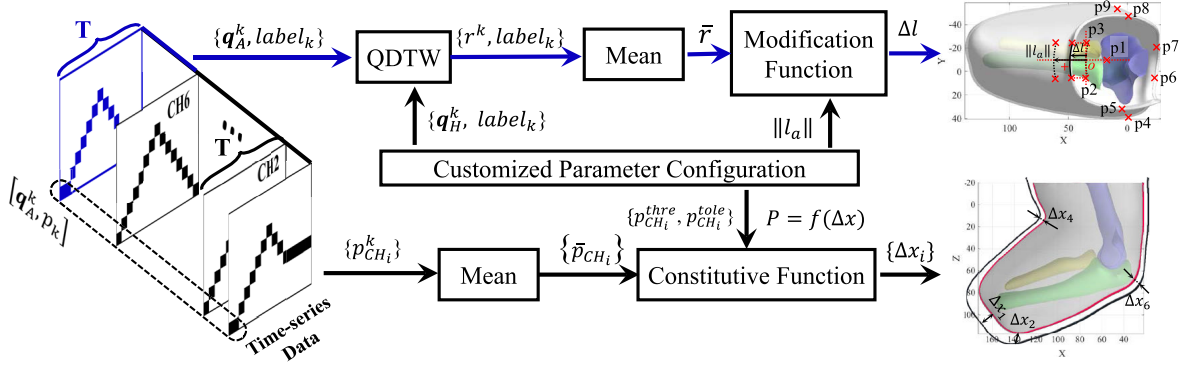 T
{q_A^k, label_k}
QDTW
{r^k, label_k}
Mean
r̄
Modification
Function
Δl
{q_H^k, label_k}
‖l_a‖
Customized Parameter Configuration
CH6
T
CH2
[q_A^k, p_k]
Time-series
Data
{p_{CH_i}^k}
Mean
{p̄_{CH_i}}
{p_{CH_i}^{thre}, p_{CH_i}^{tole}}
P = f(Δx)
Constitutive Function
{Δx_i}
p9
p8
p3
p7
p1
‖l_a‖
Δl
o
p6
p2
p5
p4
-40
-20
0
20
40
Y
100
50
0
X
-20
0
20
40
60
80
100
Z
Δx_4
Δx_6
Δx_1
Δx_2
160 140 120 100 80 60 40
X